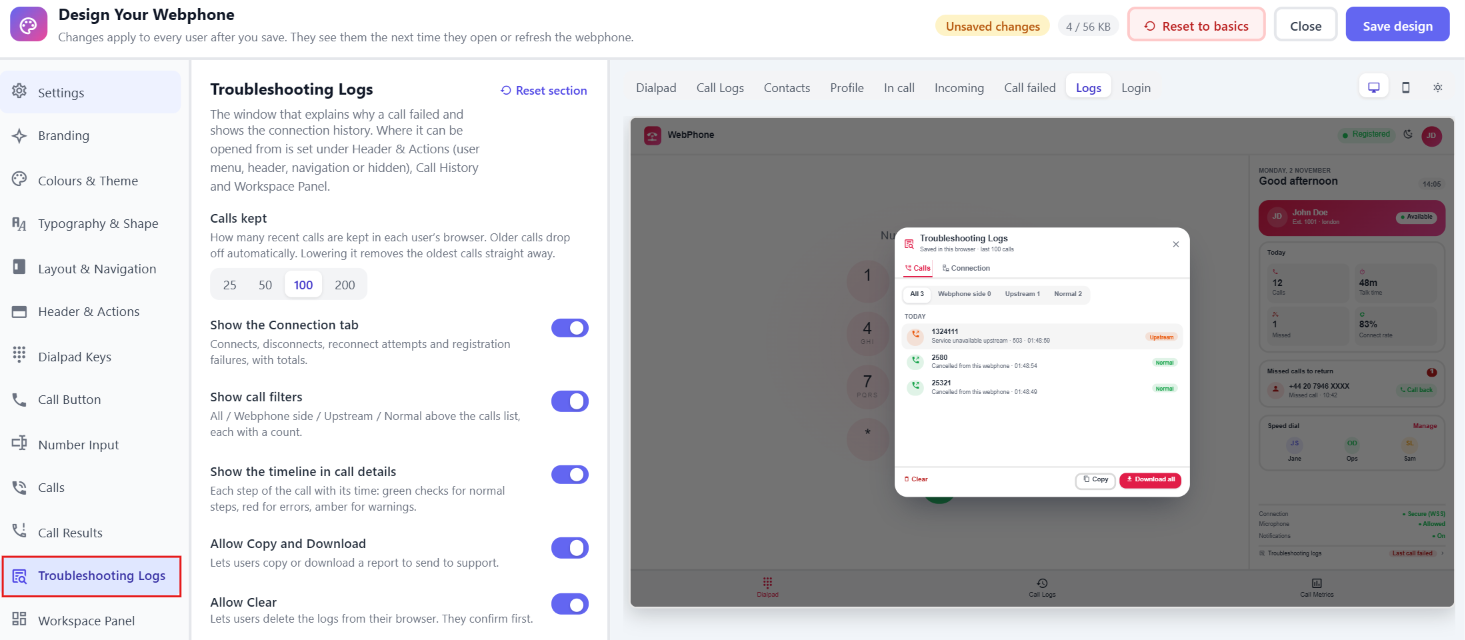 Design Your Webphone
Changes apply to every user after you save. They see them the next time they open or refresh the webphone.
Unsaved changes
4 / 56 KB
Reset to basics
Close
Save design
Settings
Branding
Colours & Theme
Typography & Shape
Layout & Navigation
Header & Actions
Dialpad Keys
Call Button
Number Input
Calls
Call Results
Troubleshooting Logs
Workspace Panel
Troubleshooting Logs
Reset section
The window that explains why a call failed and
shows the connection history. Where it can be
opened from is set under Header & Actions (user
menu, header, navigation or hidden), Call History
and Workspace Panel.
Calls kept
How many recent calls are kept in each user's browser. Older calls drop
off automatically. Lowering it removes the oldest calls straight away.
25 50 100 200
Show the Connection tab
Connects, disconnects, reconnect attempts and registration
failures, with totals.
Show call filters
All / Webphone side / Upstream / Normal above the calls list,
each with a count.
Show the timeline in call details
Each step of the call with its time: green checks for normal
steps, red for errors, amber for warnings.
Allow Copy and Download
Lets users copy or download a report to send to support.
Allow Clear
Lets users delete the logs from their browser. They confirm first.
Dialpad Call Logs Contacts Profile In call Incoming Call failed Logs Login
WebPhone
Registered
JD
Nu
1
4
GHI
7
PQRS
*
Troubleshooting Logs
Saved in this browser · last 100 calls
Calls Connection
All 3 Webphone side 0 Upstream 1 Normal 2
TODAY
1324111
Service unavailable upstream · 503 · 01:48:59
Upstream
2580
Cancelled from this webphone · 01:48:54
Normal
25321
Cancelled from this webphone · 01:48:49
Normal
Clear
Copy
Download all
MONDAY, 2 NOVEMBER
Good afternoon
14:05
JD
John Doe
Ext. 1001 · london
Available
Today
12
Calls
48m
Talk time
1
Missed
83%
Connect rate
Missed calls to return
+44 20 7946 XXXX
Missed call · 10:42
Call back
Speed dial
Manage
JS
Jane
OD
Ops
Sam
Connection
Secure (WSS)
Microphone
Allowed
Notifications
On
Troubleshooting logs
Last call failed
Dialpad
Call Logs
Call Metrics